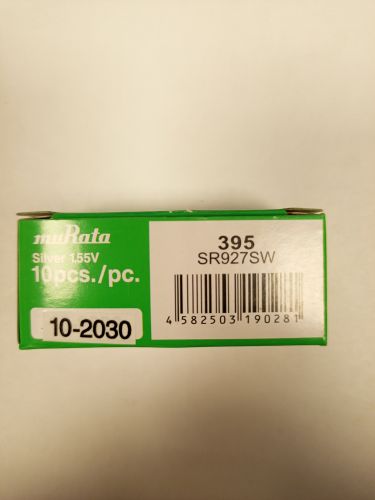 muRata
Silver 1.55V
10pcs./pc.
10-2030
395
SR927SW
4 582503 190281